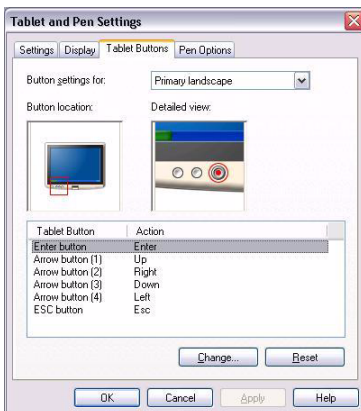 Tablet and Pen Settings
Settings Display Tablet Buttons Pen Options
Button settings for: Primary landscape
Button location: Detailed view:
Tablet Button Action
Enter button Enter
Arrow button (1) Up
Arrow button (2) Right
Arrow button (3) Down
Arrow button (4) Left
ESC button Esc
Change... Reset
OK Cancel Apply Help